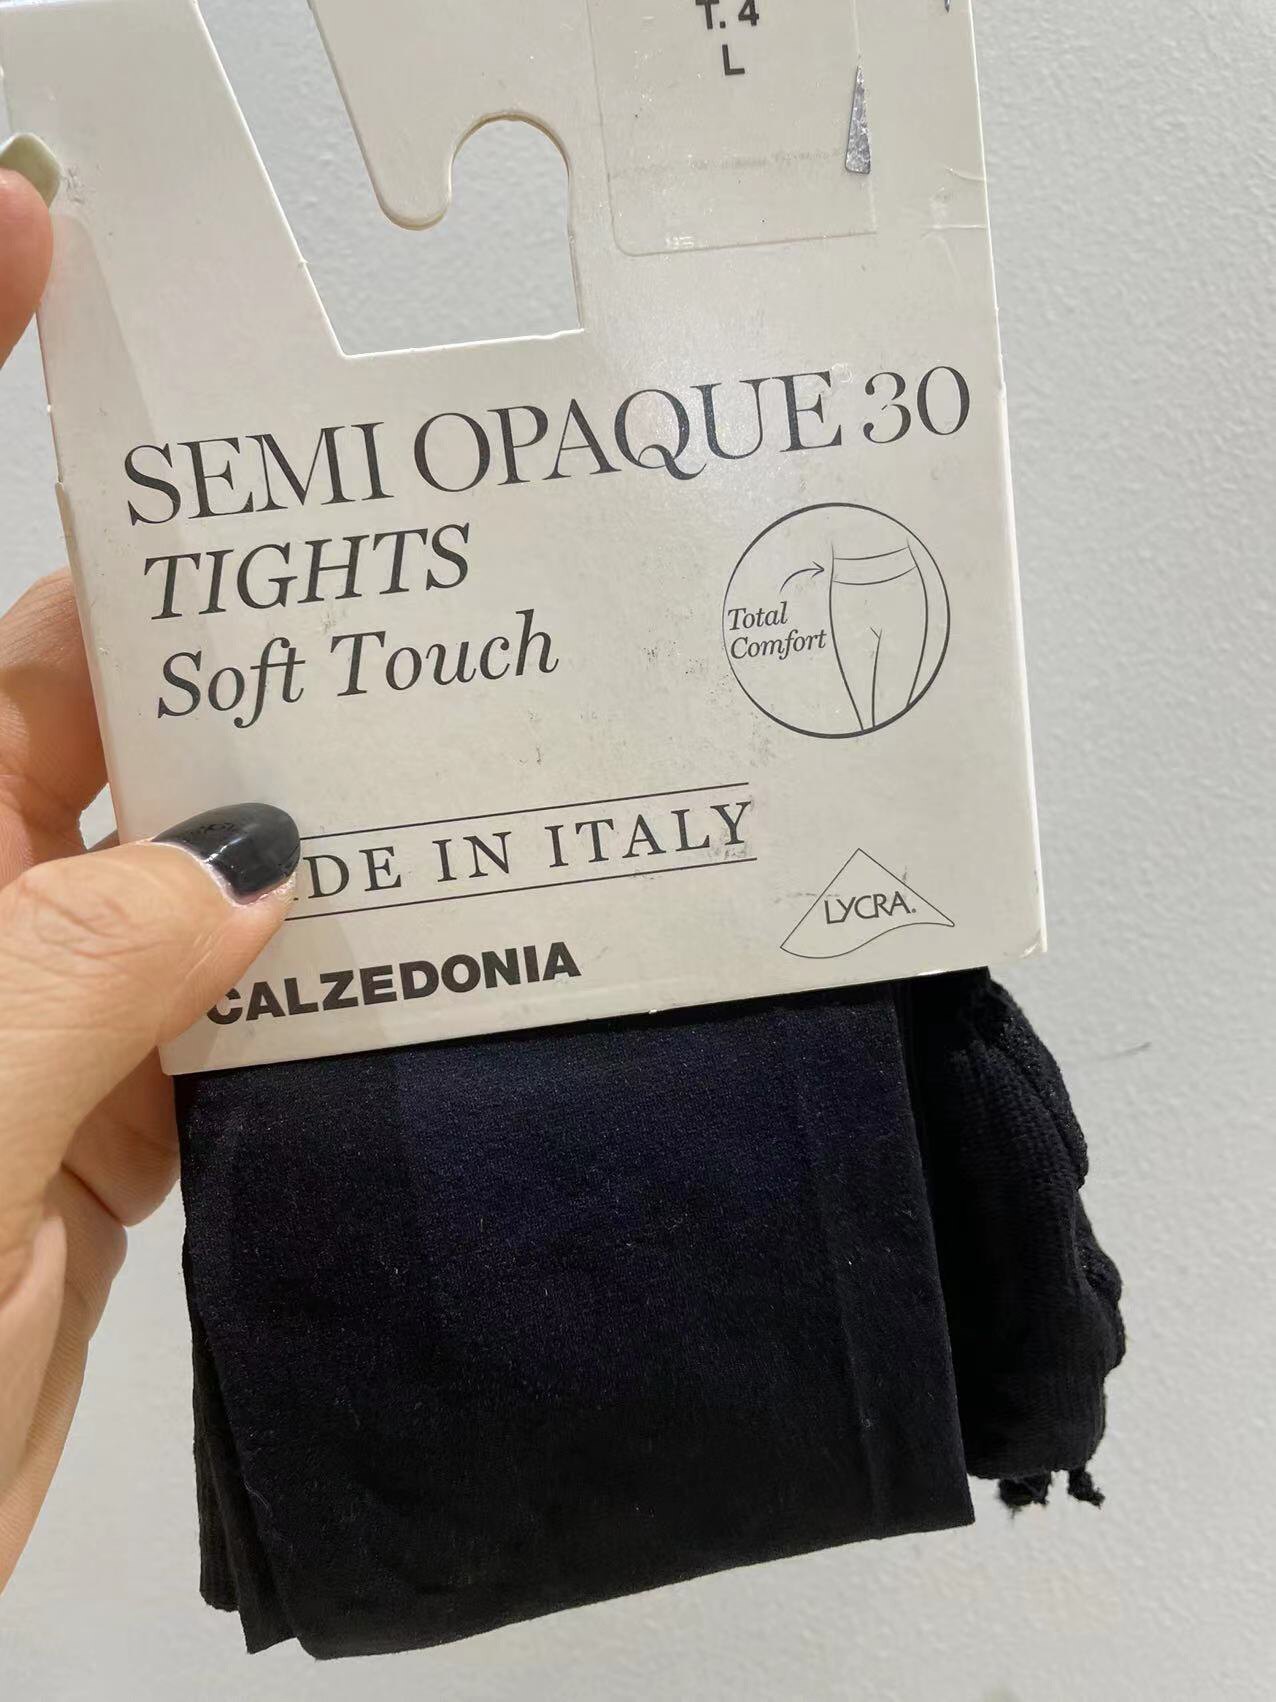 T. 4
L
SEMI OPAQUE 30
TIGHTS
Soft Touch
Total
Comfort
DE IN ITALY
LYCRA.
CALZEDONIA